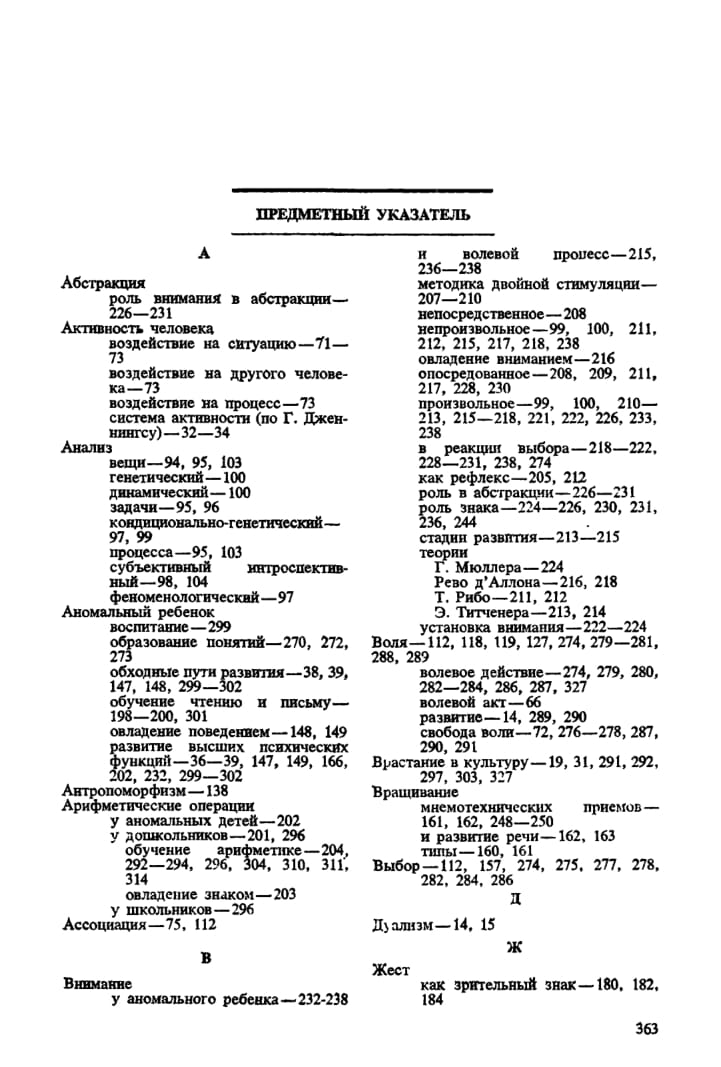 ПРЕДМЕТНЫЙ УКАЗАТЕЛЬ
А
Абстракция
роль внимания в абстракции—
226—231
Активность человека
воздействие на ситуацию—71—
73
воздействие на другого челове-
ка—73
воздействие на процесс—73
система активности (по Г. Джен-
нингсу)—32—34
Анализ
вещи—94, 95, 103
генетический—100
динамический—100
задачи—95, 96
кондиционально-генетический—
97, 99
процесса—95, 103
субъективный интроспектив-
ный—98, 104
феноменологический—97
Аномальный ребенок
воспитание—299
образование понятий—270, 272,
273
обходные пути развития—38, 39,
147, 148, 299—302
обучение чтению и письму—
198—200, 301
овладение поведением—148, 149
развитие высших психических
функций—36—39, 147, 149, 166,
202, 232, 299—302
Антропоморфизм—138
Арифметические операции
у аномальных детей—202
у дошкольников—201, 296
обучение арифметике—204,
292—294, 296, 304, 310, 311,
314
овладение знаком—203
у школьников—296
Ассоциация—75, 112
В
Внимание
у аномального ребенка—232-238
и волевой процесс—215,
236—238
методика двойной стимуляции—
207—210
непосредственное—208
непроизвольное—99, 100, 211,
212, 215, 217, 218, 238
овладение вниманием—216
опосредованное—208, 209, 211,
217, 228, 230
произвольное—99, 100, 210—
213, 215—218, 221, 222, 226, 233,
238
в реакции выбора—218—222,
228—231, 238, 274
как рефлекс—205, 212
роль в абстракции—226—231
роль знака—224—226, 230, 231,
236, 244
стадии развития—213—215
теории
Г. Мюллера—224
Рево д'Аллона—216, 218
Т. Рибо—211, 212
Э. Титченера—213, 214
установка внимания—222—224
Воля—112, 118, 119, 127, 274, 279—281,
288, 289
волевое действие—274, 279, 280,
282—284, 286, 287, 327
волевой акт—66
развитие—14, 289, 290
свобода воли—72, 276—278, 287,
290, 291
Врастание в культуру—19, 31, 291, 292,
297, 303, 327
Вращивание
мнемотехнических приемов—
161, 162, 248—250
и развитие речи—162, 163
типы—160, 161
Выбор—112, 157, 274, 275, 277, 278,
282, 284, 286
Д
Дуализм—14, 15
Ж
Жест
как зрительный знак—180, 182,
184
363